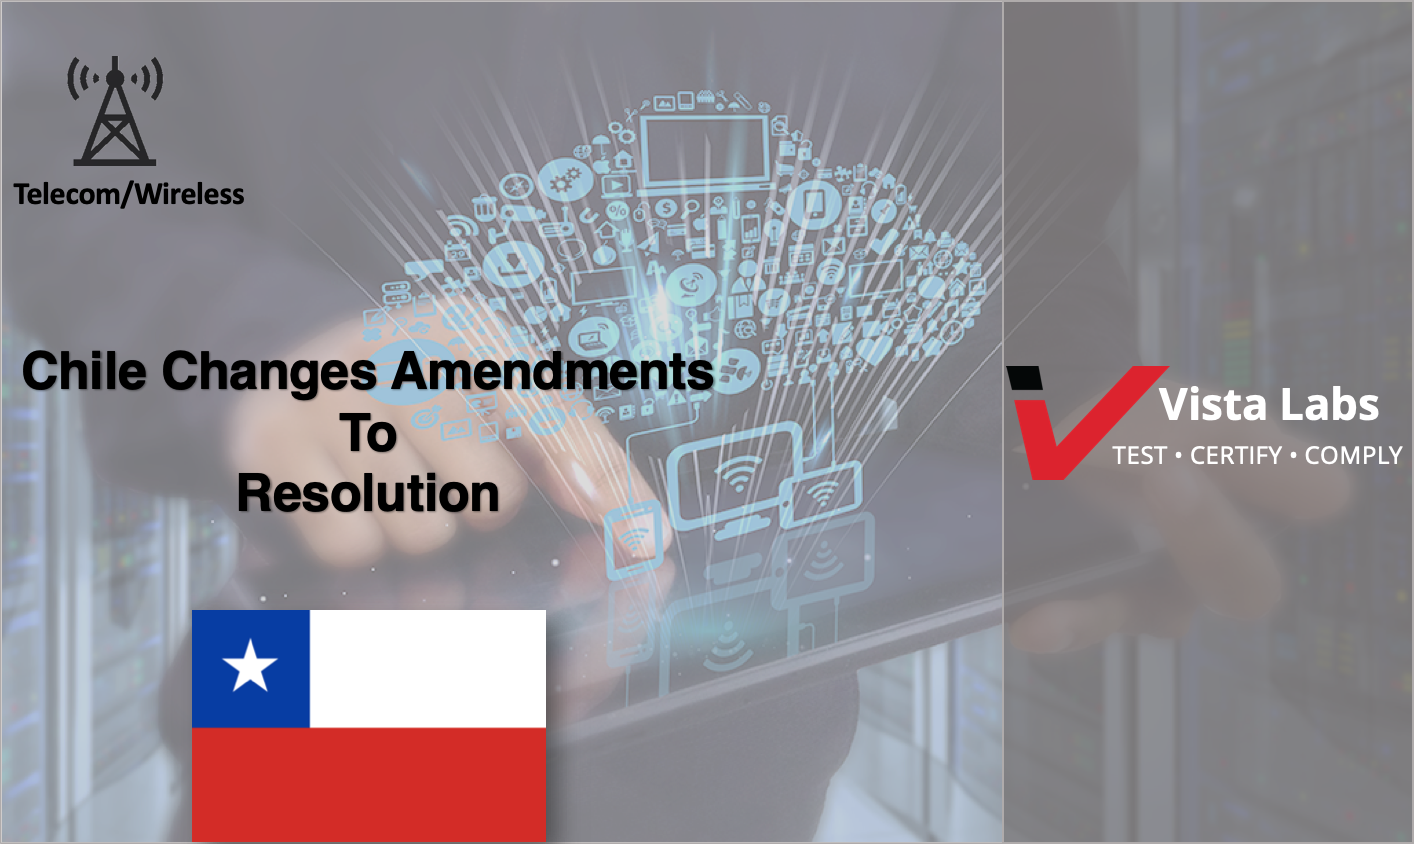 Telecom/Wireless
Chile Changes Amendments
To
Resolution
Vista Labs
TEST • CERTIFY • COMPLY